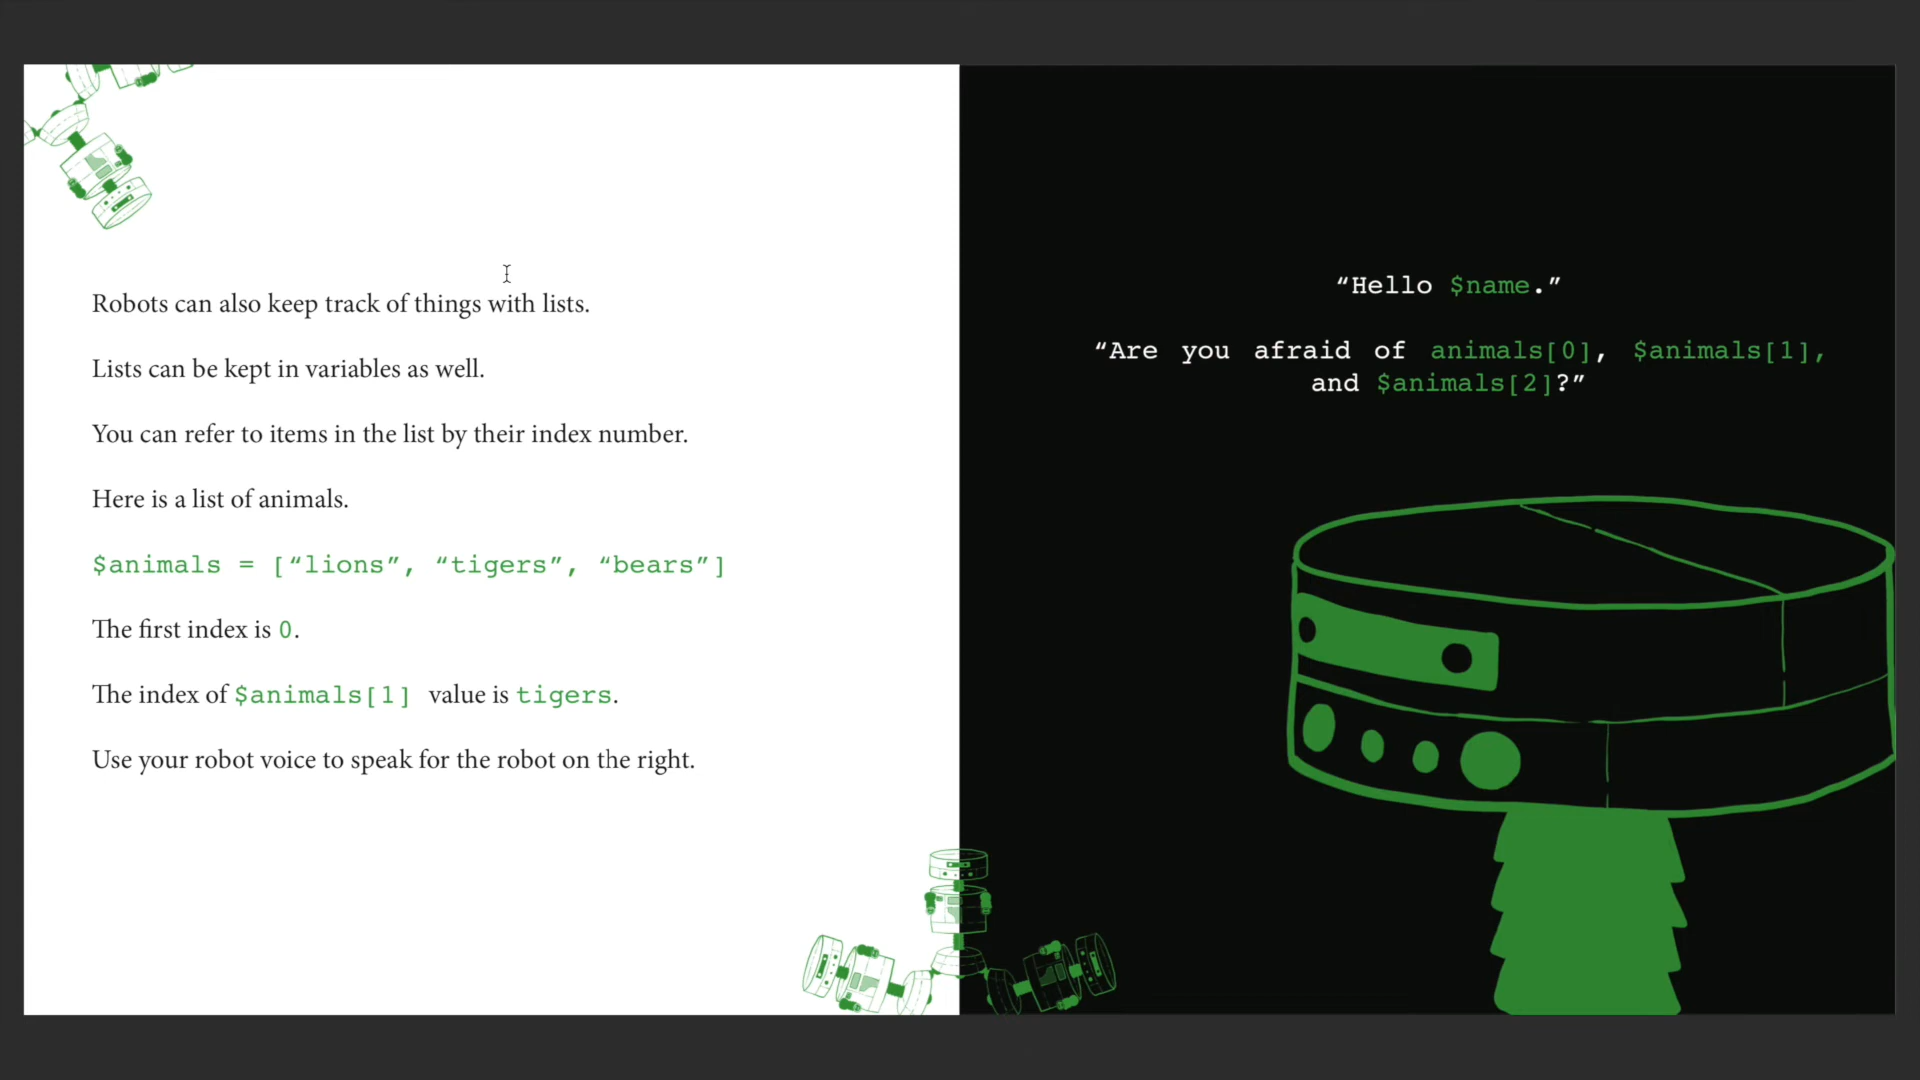 Robots can also keep track of things with lists.
Lists can be kept in variables as well.
You can refer to items in the list by their index number.
Here is a list of animals.
$animals = [“lions”, “tigers”, “bears”]
The first index is 0.
The index of $animals[1] value is tigers.
Use your robot voice to speak for the robot on the right.
“Hello $name.”
“Are you afraid of animals[0], $animals[1],
and $animals[2]?”